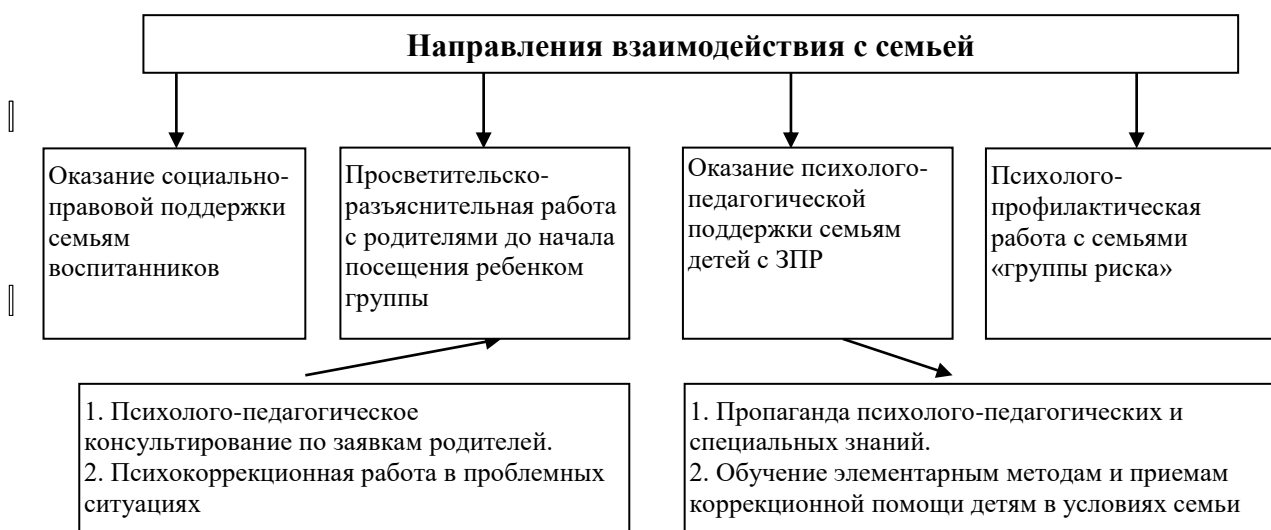 Направления взаимодействия с семьей
Оказание социально-
правовой поддержки
семьям
воспитанников
Просветительско-
разъяснительная работа
с родителями до начала
посещения ребенком
группы
Оказание психолого-
педагогической
поддержки семьям
детей с ЗПР
Психолого-
профилактическая
работа с семьями
«группы риска»
1. Психолого-педагогическое
консультирование по заявкам родителей.
2. Психокоррекционная работа в проблемных
ситуациях
1. Пропаганда психолого-педагогических и
специальных знаний.
2. Обучение элементарным методам и приемам
коррекционной помощи детям в условиях семьи